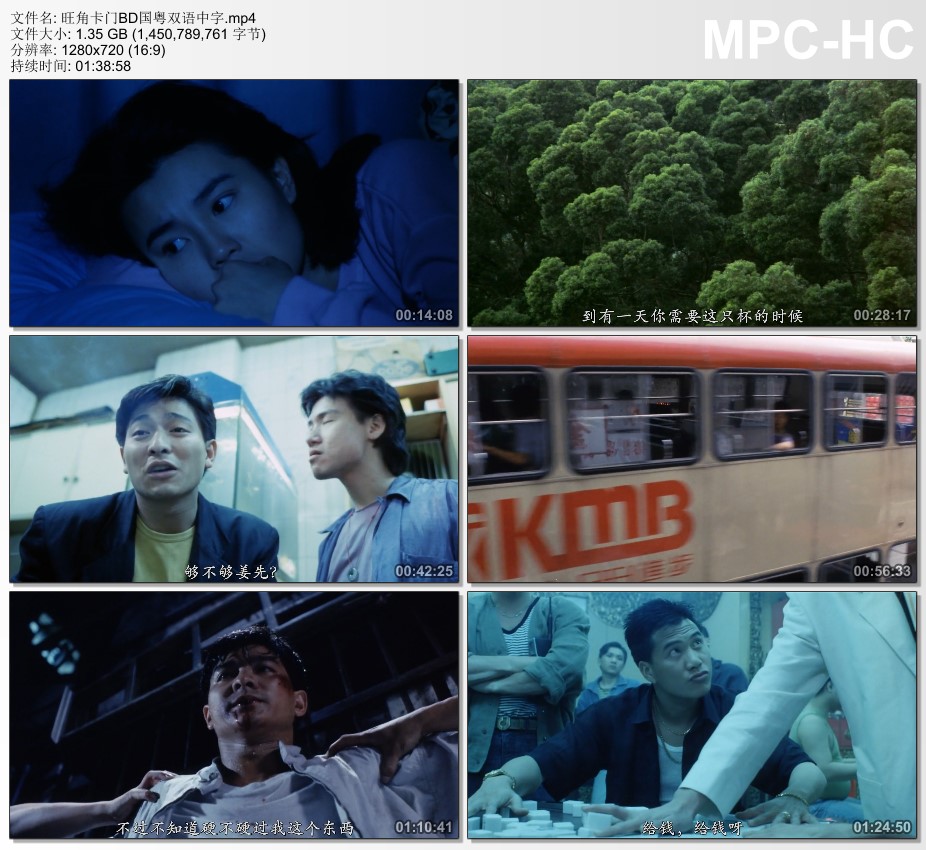 文件名: 旺角卡门BD国粤双语中字.mp4
文件大小: 1.35 GB (1,450,789,761 字节)
分辨率: 1280x720 (16:9)
持续时间: 01:38:58
MPC-HC
00:14:08
到有一天你需要这只杯的时候
00:28:17
够不够姜先?
00:42:25
KMB
00:56:33
不过不知道硬不硬过我这个东西
01:10:41
给钱，给钱呀
01:24:50